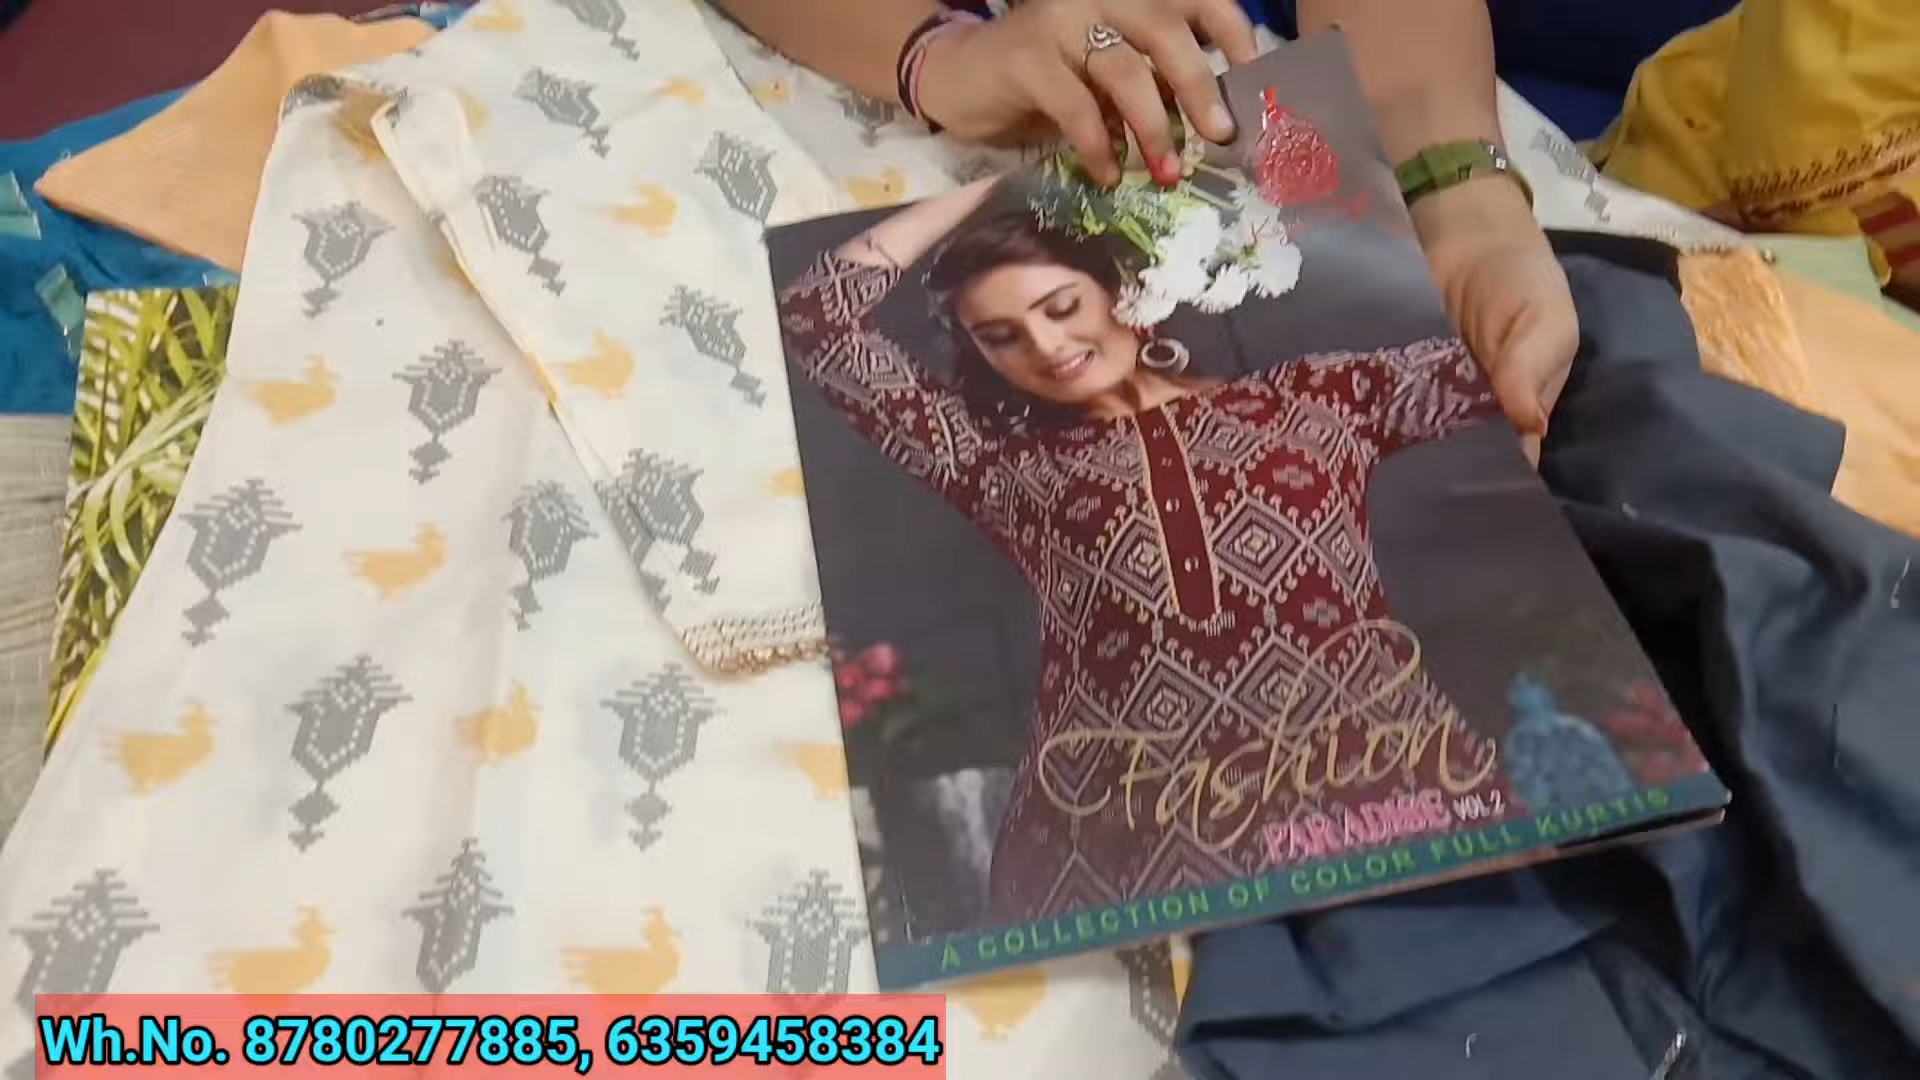 Fashion
PARADISE VOL 2
A COLLECTION OF COLOR FULL KURTIS
Wh.No. 8780277885, 6359458384